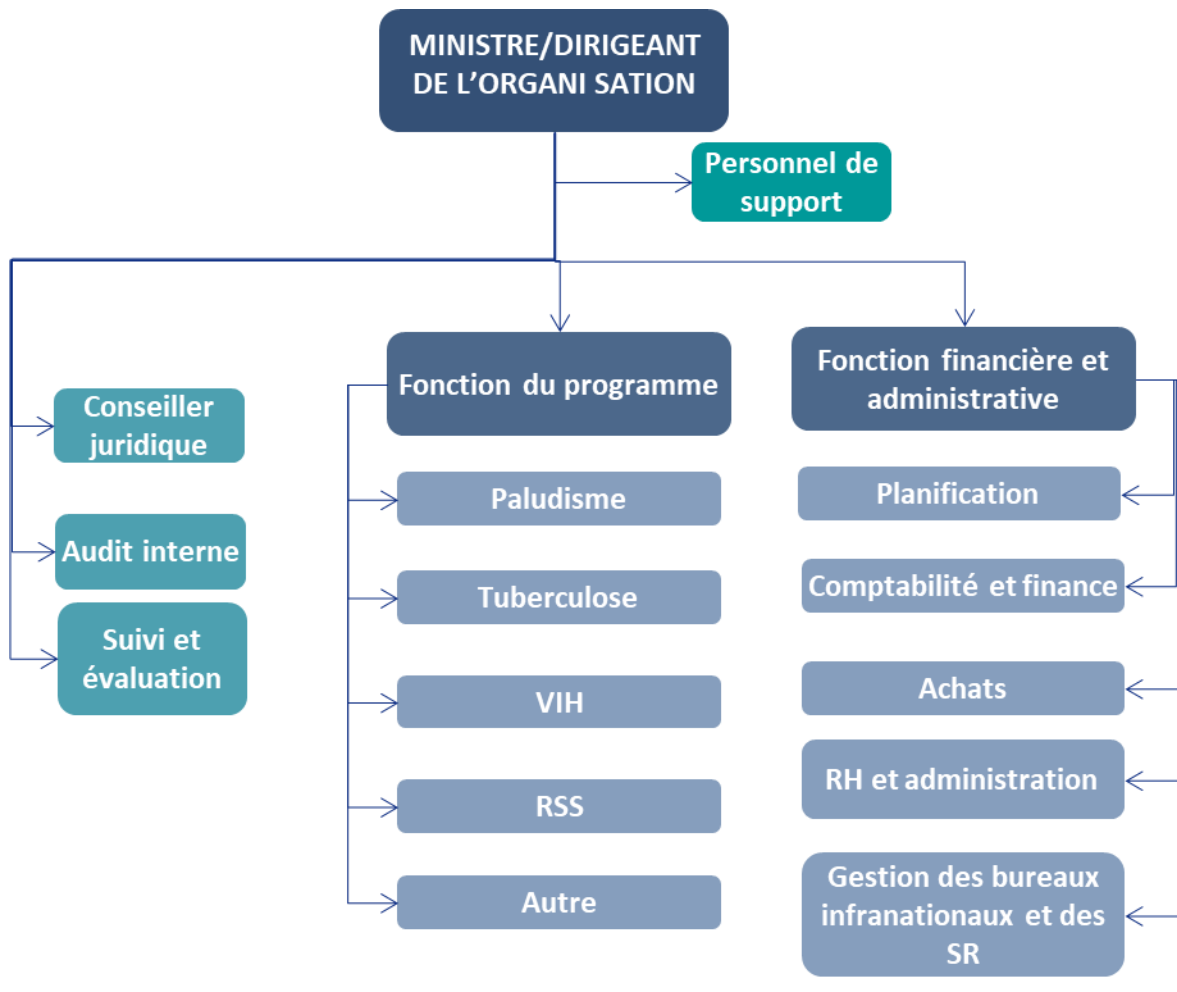 MINISTRE/DIRIGEANT
DE L’ORGANI SATION
Personnel de
support
Conseiller
juridique
Audit interne
Suivi et
évaluation
Fonction du programme
Paludisme
Tuberculose
VIH
RSS
Autre
Fonction financière et
administrative
Planification
Comptabilité et finance
Achats
RH et administration
Gestion des bureaux
infranationaux et des
SR